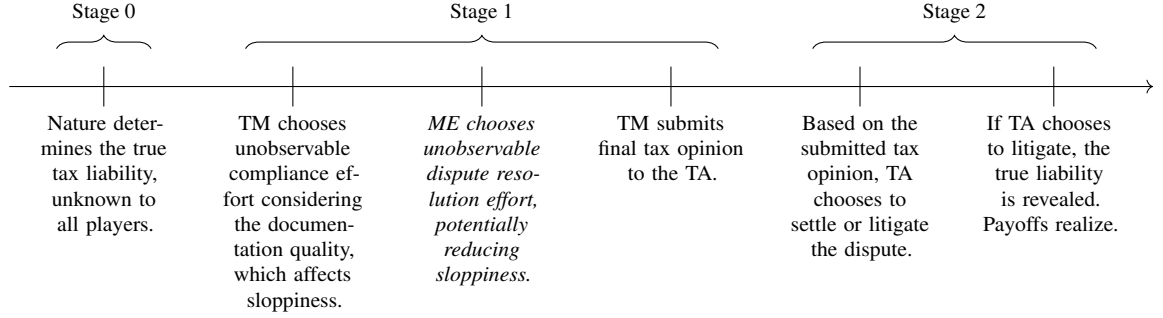 Stage 0
Stage 1
Stage 2
Nature deter-
mines the true
tax liability,
unknown to
all players.
TM chooses
unobservable
compliance ef-
fort considering
the documen-
tation quality,
which affects
sloppiness.
ME chooses
unobservable
dispute reso-
lution effort,
potentially
reducing
sloppiness.
TM submits
final tax opinion
to the TA.
Based on the
submitted tax
opinion, TA
chooses to
settle or litigate
the dispute.
If TA chooses
to litigate, the
true liability
is revealed.
Payoffs realize.